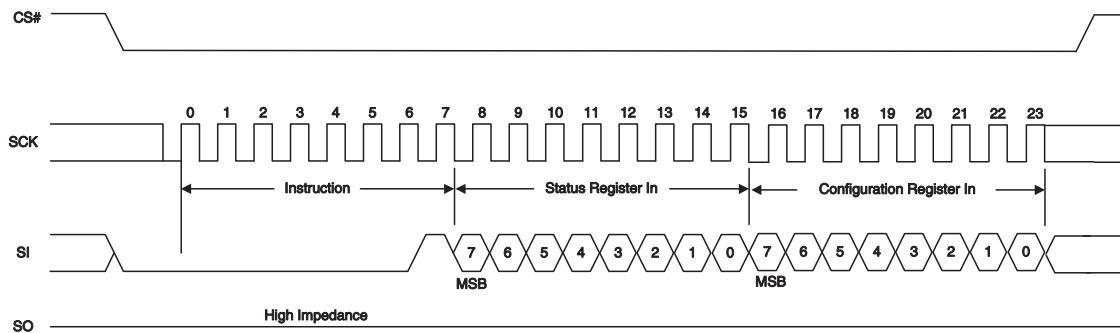 CS#
0 1 2 3 4 5 6 7 8 9 10 11 12 13 14 15 16 17 18 19 20 21 22 23
SCK
Instruction Status Register In Configuration Register In
SI 7 6 5 4 3 2 1 0 7 6 5 4 3 2 1 0
MSB MSB
High Impedance
SO